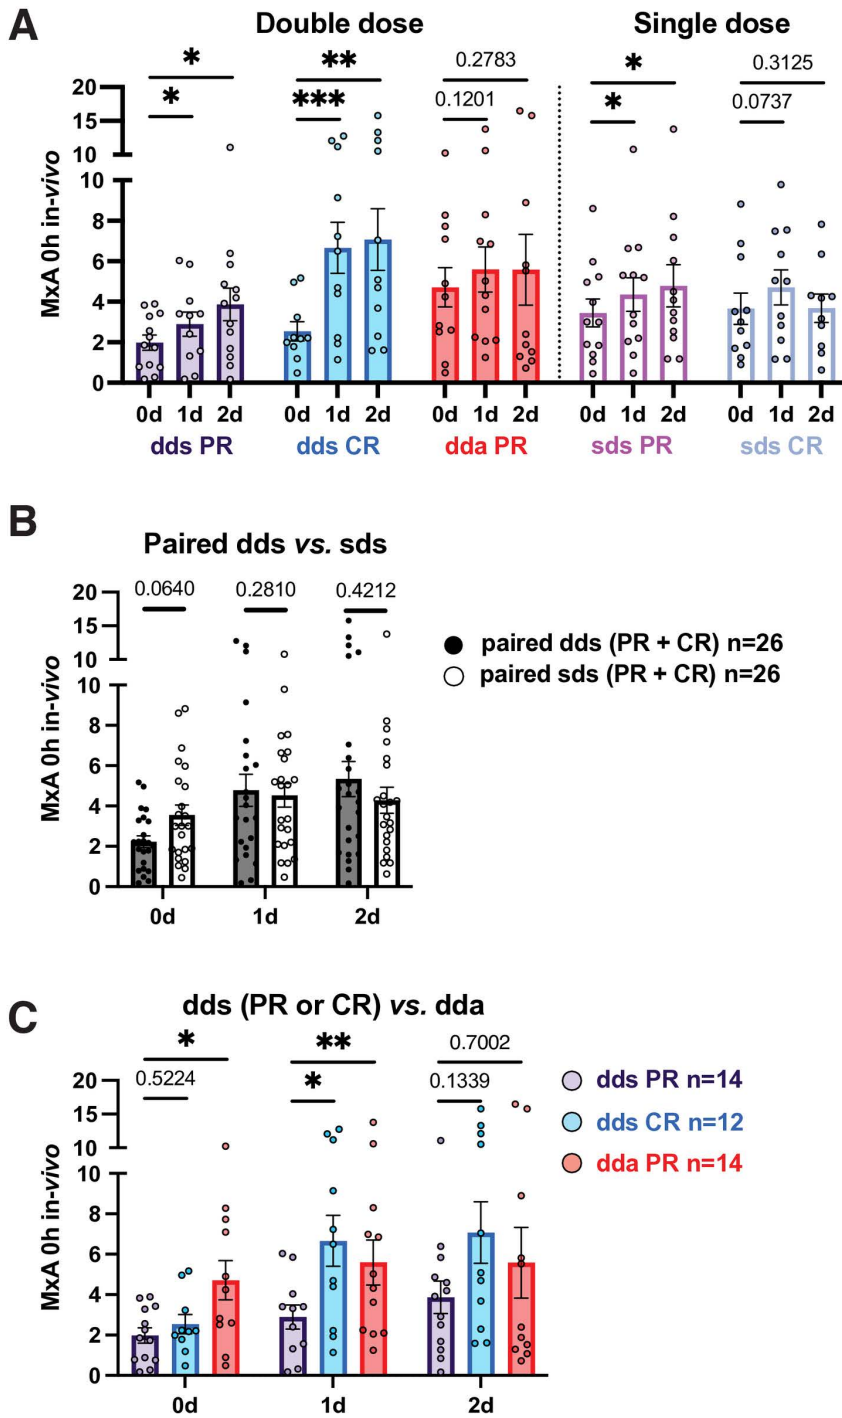 A
Double dose
Single dose
* ** 0.2783 * 0.3125
* *** 0.1201 * 0.0737
20
15
10
10
8
6
4
2
0
MxA 0h in-vivo
0d 1d 2d 0d 1d 2d 0d 1d 2d 0d 1d 2d 0d 1d 2d
dds PR dds CR dda PR sds PR sds CR
B
Paired dds vs. sds
0.0640 0.2810 0.4212
20
15
10
10
8
6
4
2
0
MxA 0h in-vivo
0d 1d 2d
paired dds (PR + CR) n=26
paired sds (PR + CR) n=26
C
dds (PR or CR) vs. dda
* ** 0.7002
0.5224 * 0.1339
20
15
10
10
8
6
4
2
0
MxA 0h in-vivo
0d 1d 2d
dds PR n=14
dds CR n=12
dda PR n=14